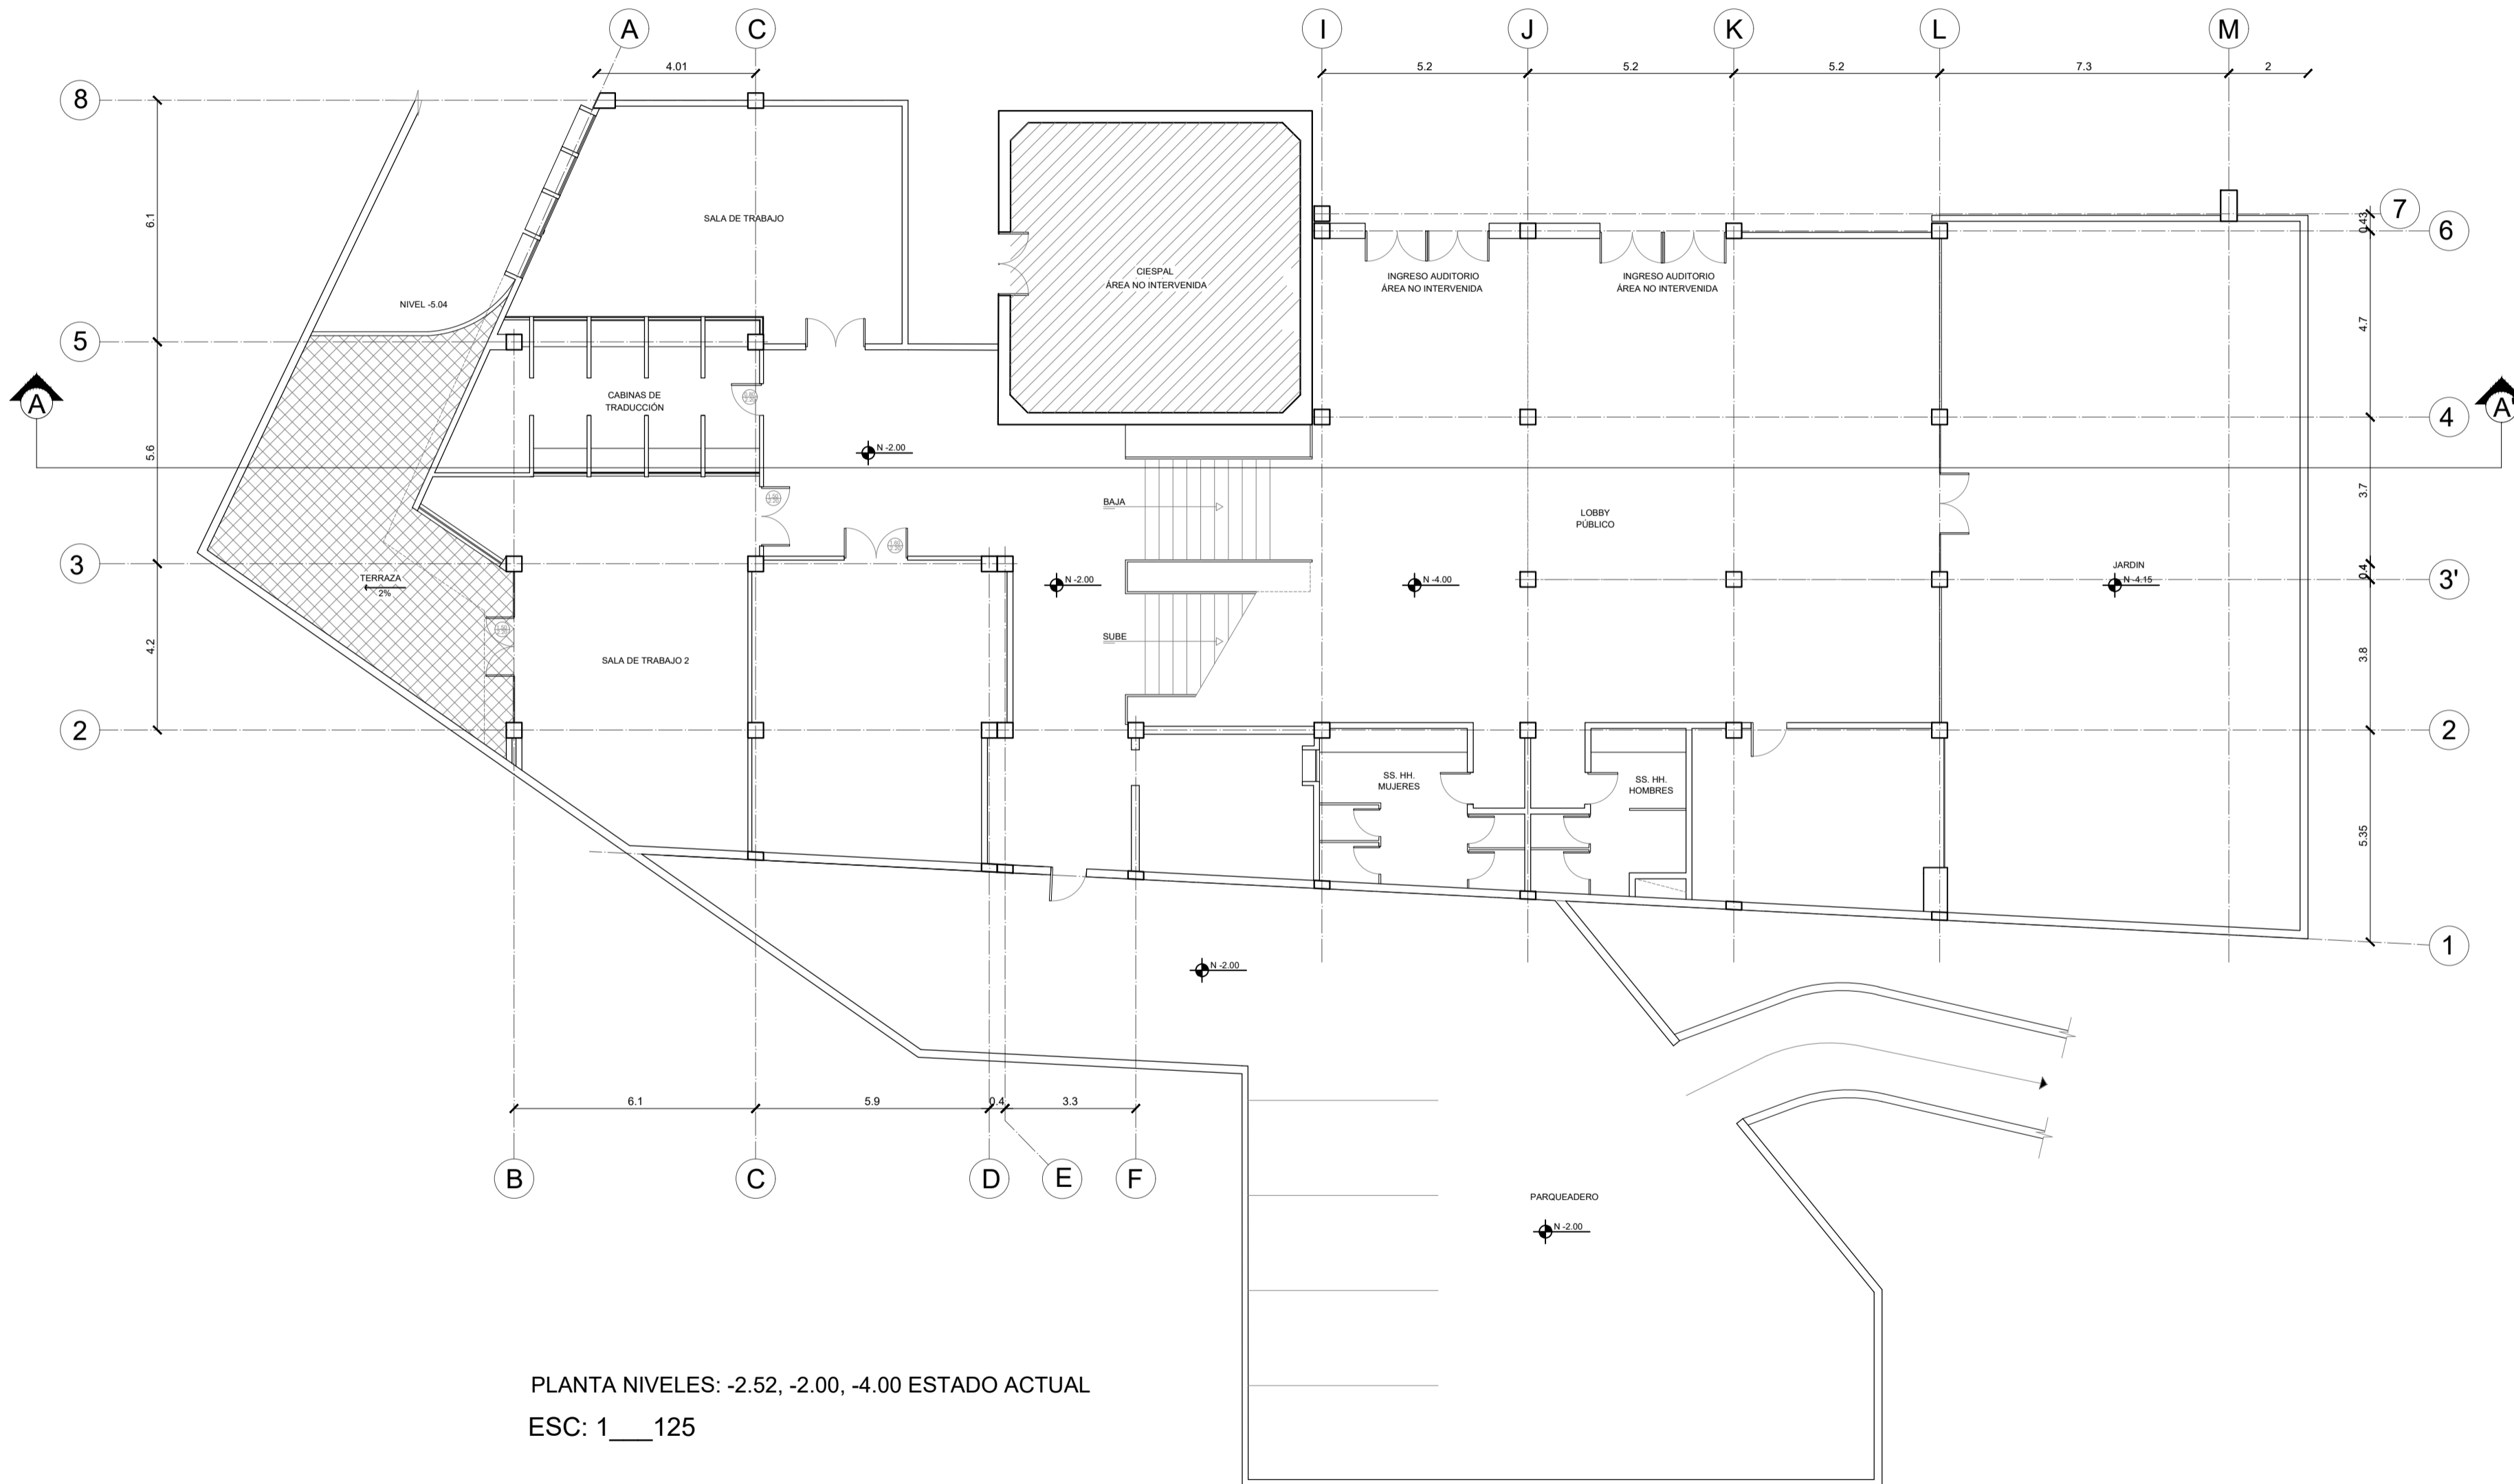 A
C
I
J
K
L
M
4.01
5.2
5.2
5.2
7.3
2
8
7
6
0.43
6.1
SALA DE TRABAJO
CIESPAL
ÁREA NO INTERVENIDA
INGRESO AUDITORIO
ÁREA NO INTERVENIDA
INGRESO AUDITORIO
ÁREA NO INTERVENIDA
NIVEL -5.04
4.7
5
A
CABINAS DE
TRADUCCIÓN
A'
4
5.6
N -2.00
3.7
BAJA
LOBBY
PÚBLICO
3
TERRAZA
2%
N -2.00
N -4.00
JARDIN
N -4.15
0.4
3'
4.2
SUBE
SALA DE TRABAJO 2
3.8
2
2
SS. HH.
MUJERES
SS. HH.
HOMBRES
5.35
1
N -2.00
6.1
5.9
0.4
3.3
B
C
D
E
F
PARQUEADERO
N -2.00
PLANTA NIVELES: -2.52, -2.00, -4.00 ESTADO ACTUAL
ESC: 1___125